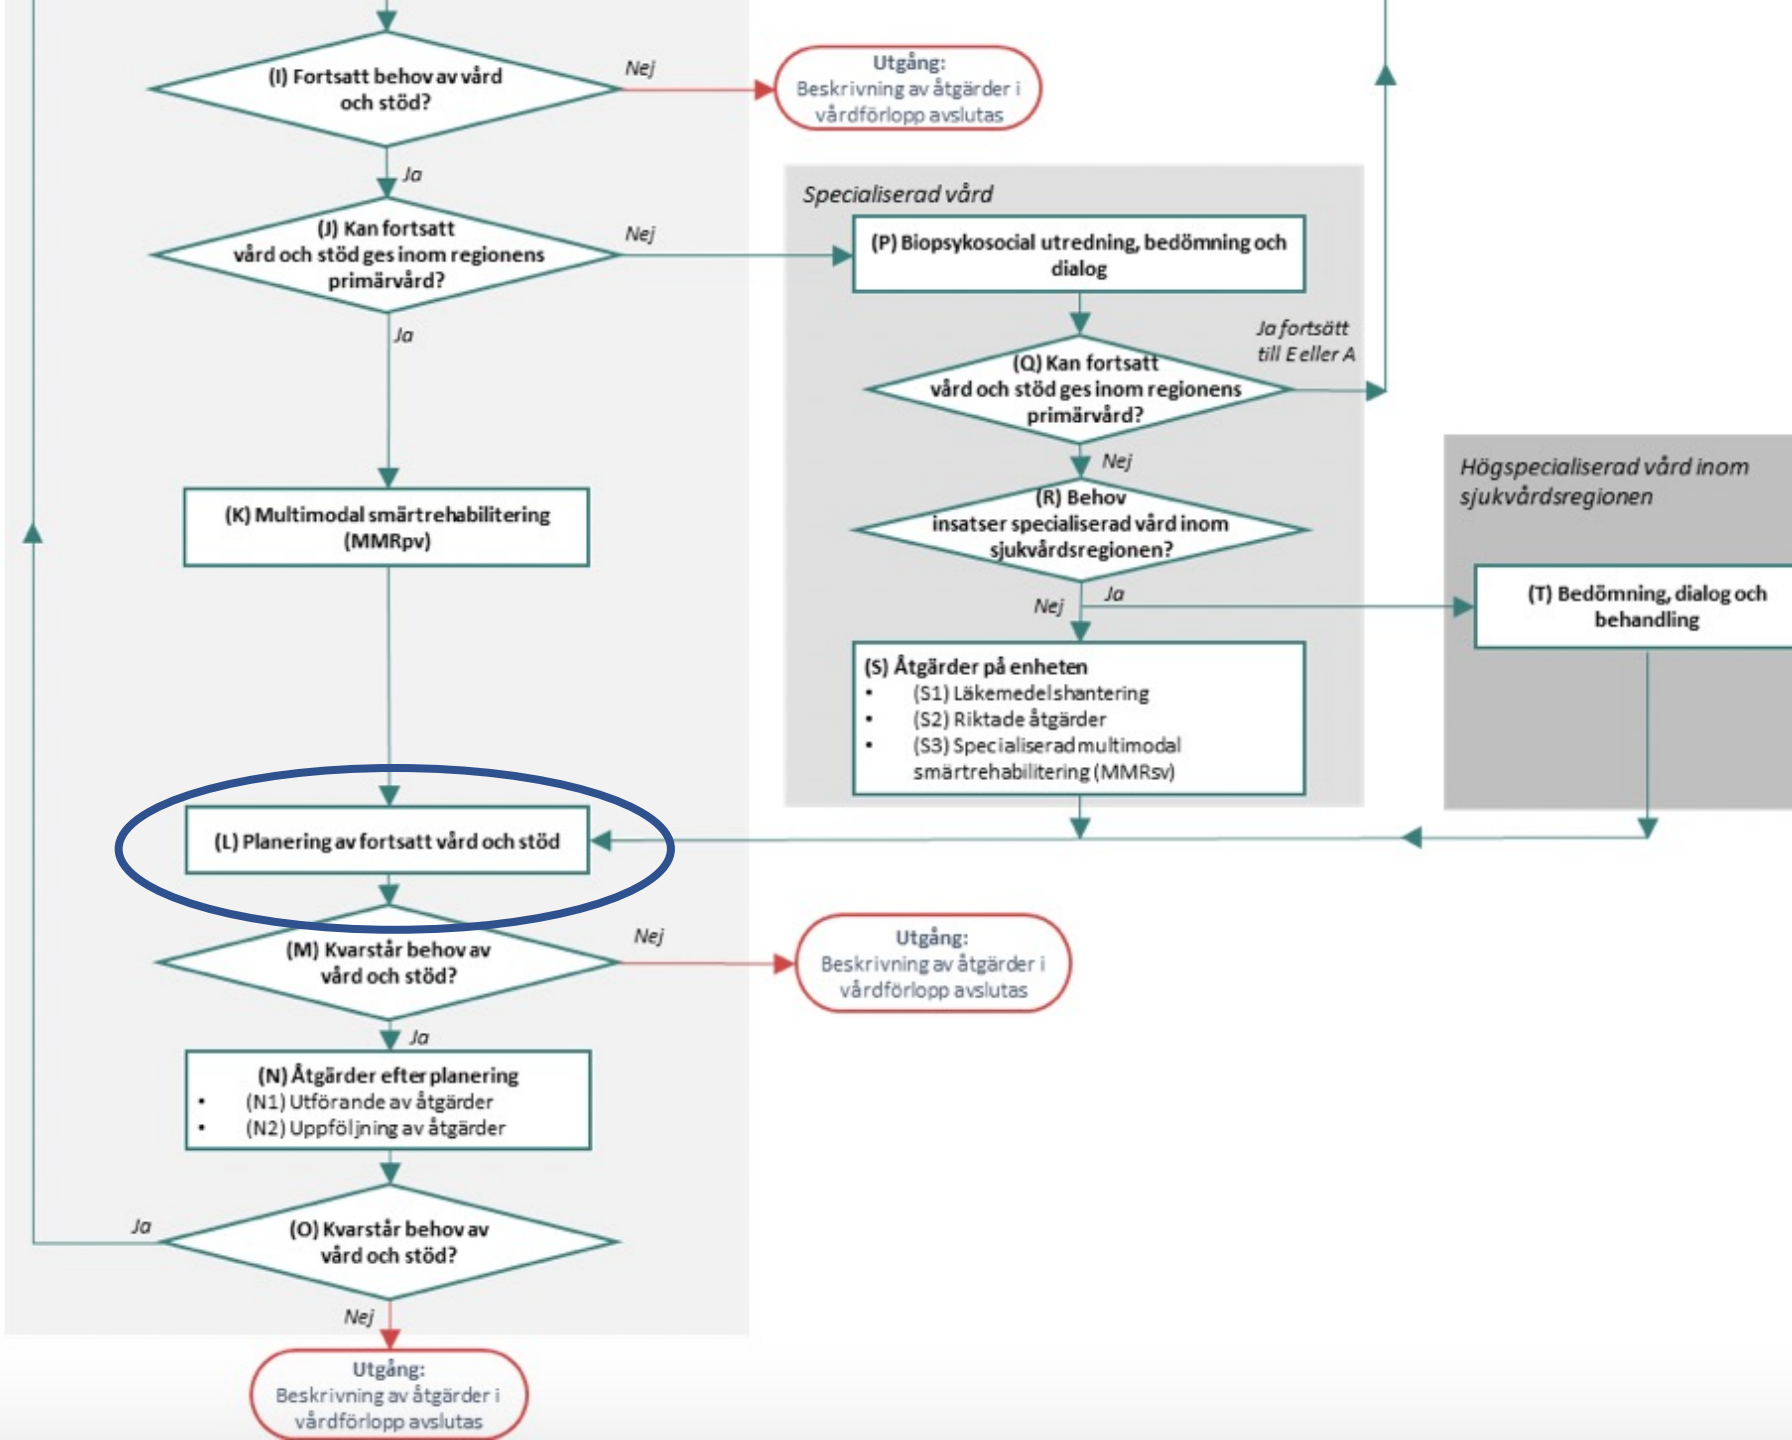 (I) Fortsatt behov av vård
och stöd?
Nej
Utgång:
Beskrivning av åtgärder i
vårdförlopp avslutas
Ja
(J) Kan fortsatt
vård och stöd ges inom regionens
primärvård?
Nej
Ja
Specialiserad vård
(P) Biopsykosocial utredning, bedömning och
dialog
Ja fortsätt
till E eller A
(Q) Kan fortsatt
vård och stöd ges inom regionens
primärvård?
Nej
(R) Behov
insatser specialiserad vård inom
sjukvårdsregionen?
Nej
Ja
Högspecialiserad vård inom
sjukvårdsregionen
(T) Bedömning, dialog och
behandling
(S) Åtgärder på enheten
• (S1) Läkemedelshantering
• (S2) Riktade åtgärder
• (S3) Specialiserad multimodal
smärtrehabilitering (MMRsv)
(K) Multimodal smärtrehabilitering
(MMRpv)
(L) Planering av fortsatt vård och stöd
(M) Kvarstår behov av
vård och stöd?
Nej
Utgång:
Beskrivning av åtgärder i
vårdförlopp avslutas
Ja
(N) Åtgärder efter planering
• (N1) Utförande av åtgärder
• (N2) Uppföljning av åtgärder
Ja
(O) Kvarstår behov av
vård och stöd?
Nej
Utgång:
Beskrivning av åtgärder i
vårdförlopp avslutas